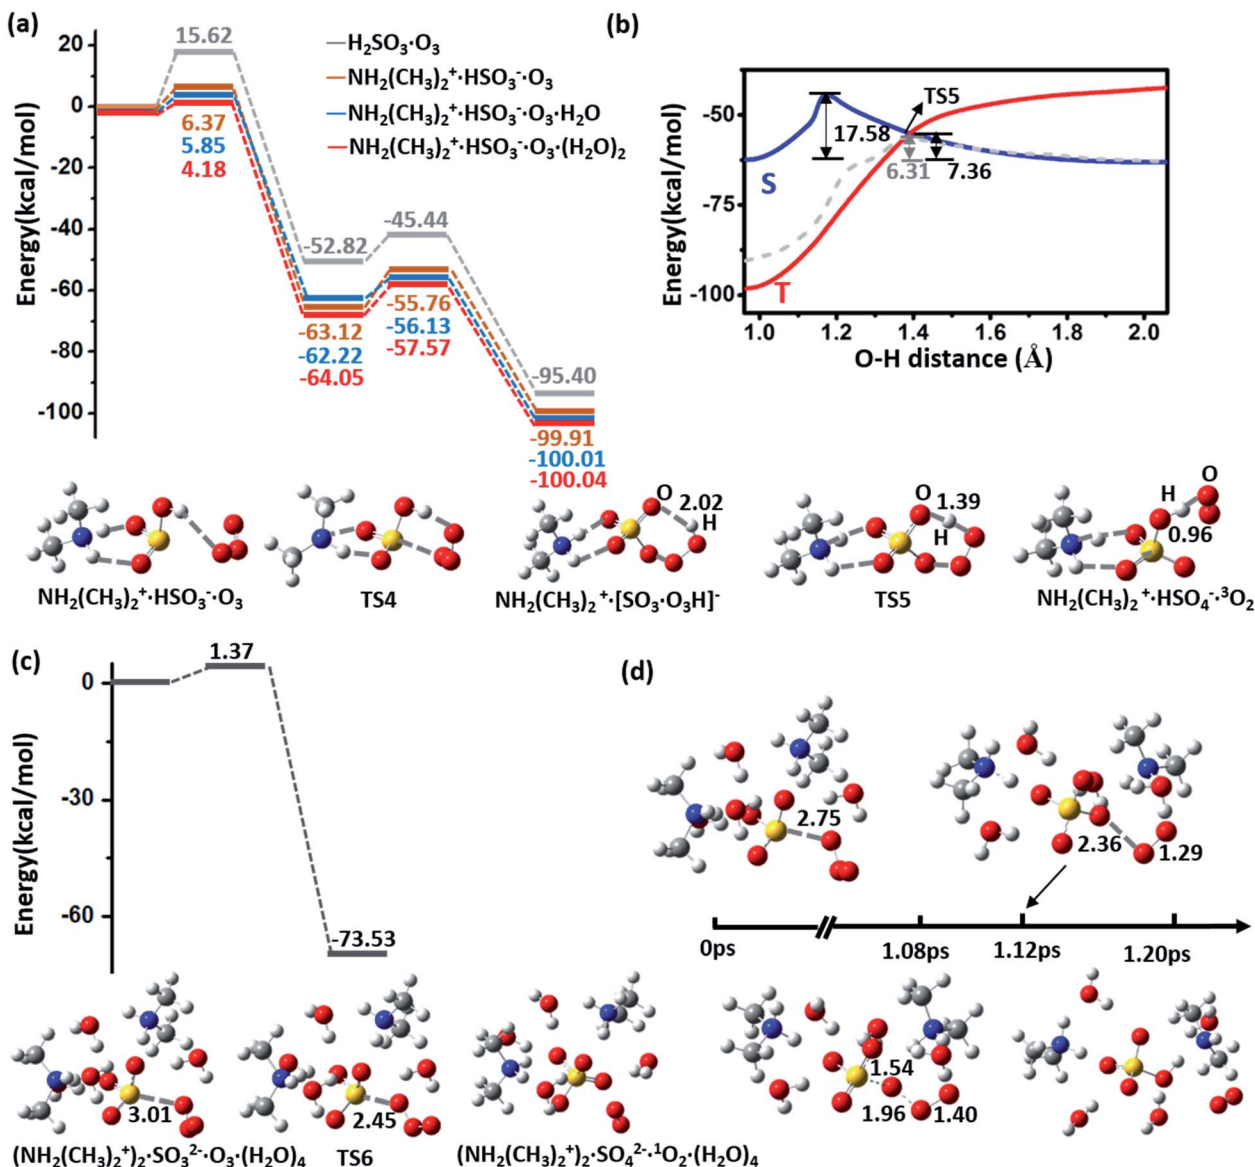 (a)
15.62
20
0
-20
-40
-60
-80
-100
Energy(kcal/mol)
H₂SO₃·O₃
NH₂(CH₃)₂⁺·HSO₃⁻·O₃
NH₂(CH₃)₂⁺·HSO₃⁻·O₃·H₂O
NH₂(CH₃)₂⁺·HSO₃⁻·O₃·(H₂O)₂
6.37
5.85
4.18
-52.82
-45.44
-63.12
-62.22
-64.05
-55.76
-56.13
-57.57
-95.40
-99.91
-100.01
-100.04
(b)
-50
-75
-100
Energy(kcal/mol)
TS5
17.58
6.31
7.36
S
T
1.0 1.2 1.4 1.6 1.8 2.0
O-H distance (Å)
O 2.02
H
O 1.39
H
O
H
0.96
NH₂(CH₃)₂⁺·HSO₃⁻·O₃
TS4
NH₂(CH₃)₂⁺·[SO₃·O₃H]⁻
TS5
NH₂(CH₃)₂⁺·HSO₄⁻·³O₂
(c)
1.37
0
-30
-60
Energy(kcal/mol)
-73.53
3.01
2.45
(NH₂(CH₃)₂⁺)₂·SO₃²⁻·O₃·(H₂O)₄
TS6
(NH₂(CH₃)₂⁺)₂·SO₄²⁻·¹O₂·(H₂O)₄
(d)
2.75
2.36
1.29
0ps
1.08ps
1.12ps
1.20ps
1.54
1.96
1.40